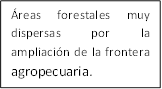 Áreas forestales muy
dispersas por la
ampliación de la frontera
agropecuaria.